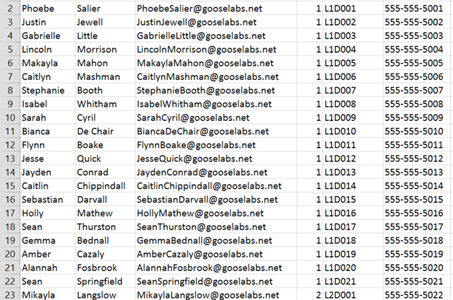 2 Phoebe Salier PhoebeSalier@gooselabs.net 1 L1D001 555-555-5001
3 Justin Jewell JustinJewell@gooselabs.net 1 L1D002 555-555-5002
4 Gabrielle Little GabrielleLittle@gooselabs.net 1 L1D003 555-555-5003
5 Lincoln Morrison LincolnMorrison@gooselabs.net 1 L1D004 555-555-5004
6 Makayla Mahon MakaylaMahon@gooselabs.net 1 L1D005 555-555-5005
7 Caitlyn Mashman CaitlynMashman@gooselabs.net 1 L1D006 555-555-5006
8 Stephanie Booth StephanieBooth@gooselabs.net 1 L1D007 555-555-5007
9 Isabel Whitham IsabelWhitham@gooselabs.net 1 L1D008 555-555-5008
10 Sarah Cyril SarahCyril@gooselabs.net 1 L1D009 555-555-5009
11 Bianca De Chair BiancaDeChair@gooselabs.net 1 L1D010 555-555-5010
12 Flynn Boake FlynnBoake@gooselabs.net 1 L1D011 555-555-5011
13 Jesse Quick JesseQuick@gooselabs.net 1 L1D012 555-555-5012
14 Jayden Conrad JaydenConrad@gooselabs.net 1 L1D013 555-555-5013
15 Caitlin Chippindall CaitlinChippindall@gooselabs.net 1 L1D014 555-555-5014
16 Sebastian Darvall SebastianDarvall@gooselabs.net 1 L1D015 555-555-5015
17 Holly Mathew HollyMathew@gooselabs.net 1 L1D016 555-555-5016
18 Sean Thurston SeanThurston@gooselabs.net 1 L1D017 555-555-5017
19 Gemma Bednall GemmaBednall@gooselabs.net 1 L1D018 555-555-5018
20 Amber Cazaly AmberCazaly@gooselabs.net 1 L1D019 555-555-5019
21 Alannah Fosbrook AlannahFosbrook@gooselabs.net 1 L1D020 555-555-5020
22 Sean Springfield SeanSpringfield@gooselabs.net 1 L1D021 555-555-5021
23 Mikayla Langslow MikaylaLangslow@gooselabs.net 2 L2D001 555-555-5022